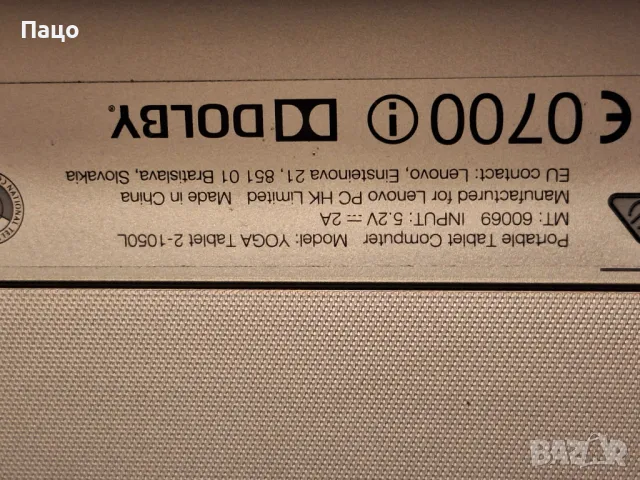 Пацо
Portable Tablet Computer Model: YOGA Tablet 2-1050L
MT: 60069 INPUT: 5.2V ⎓ 2A
Manufactured for Lenovo PC HK Limited Made in China
EU contact: Lenovo, Einsteinova 21, 851 01 Bratislava, Slovakia
CE 0700 DOLBY®
BAZAR